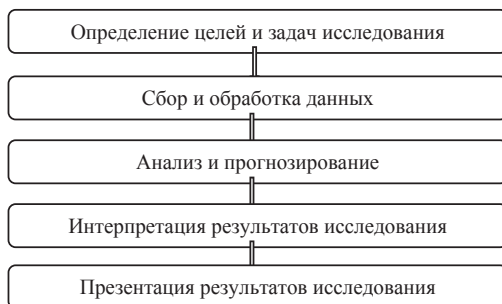 Определение целей и задач исследования
Сбор и обработка данных
Анализ и прогнозирование
Интерпретация результатов исследования
Презентация результатов исследования